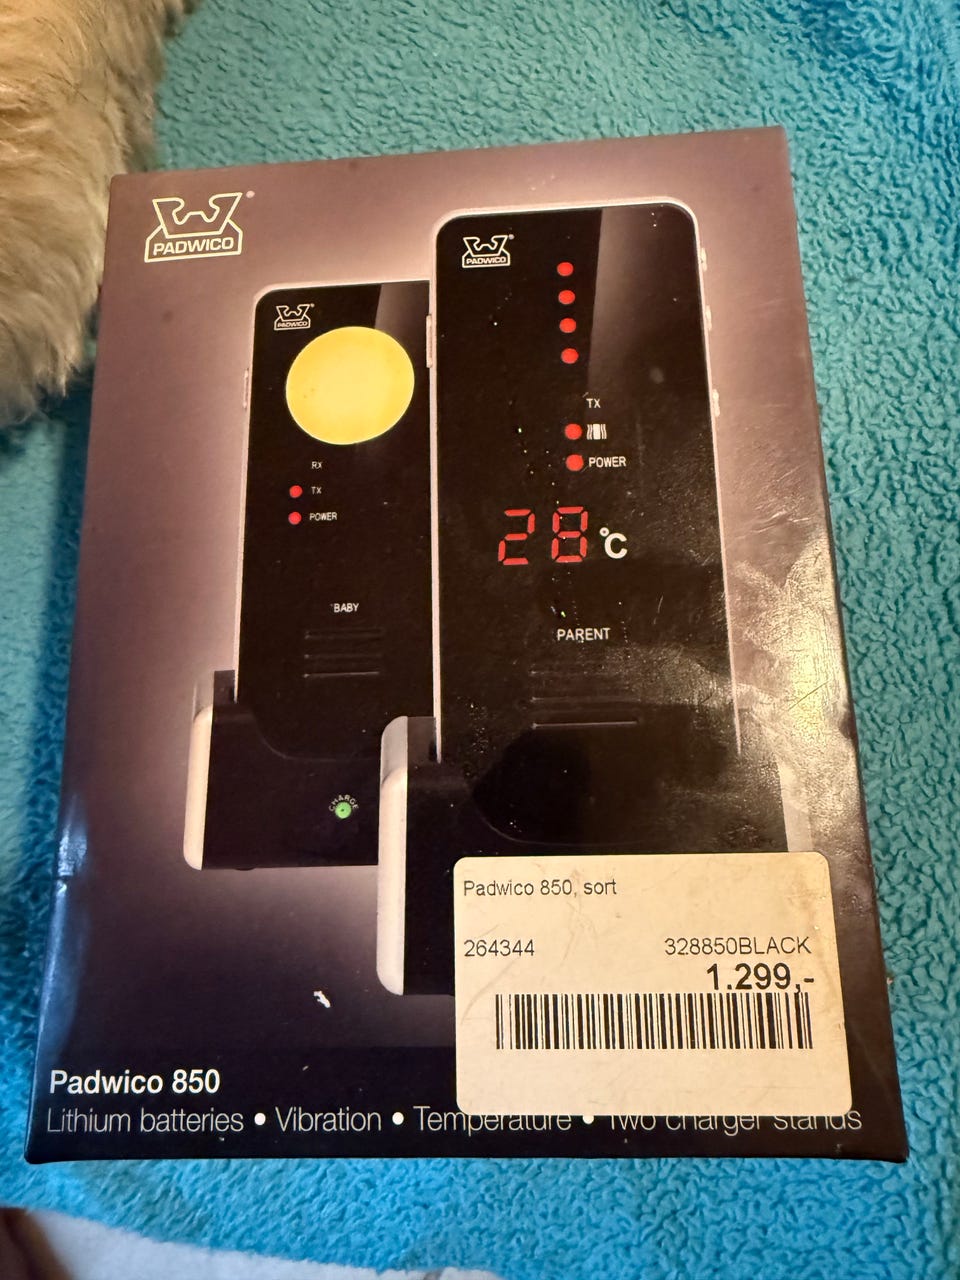 PADWICO
PADWICO
PADWICO
TX
POWER
RX
TX
POWER
28°C
BABY
PARENT
CHARGE
Padwico 850, sort
264344 328850BLACK
1.299,-
Padwico 850
Lithium batteries • Vibration • Temperature • Two charger stands